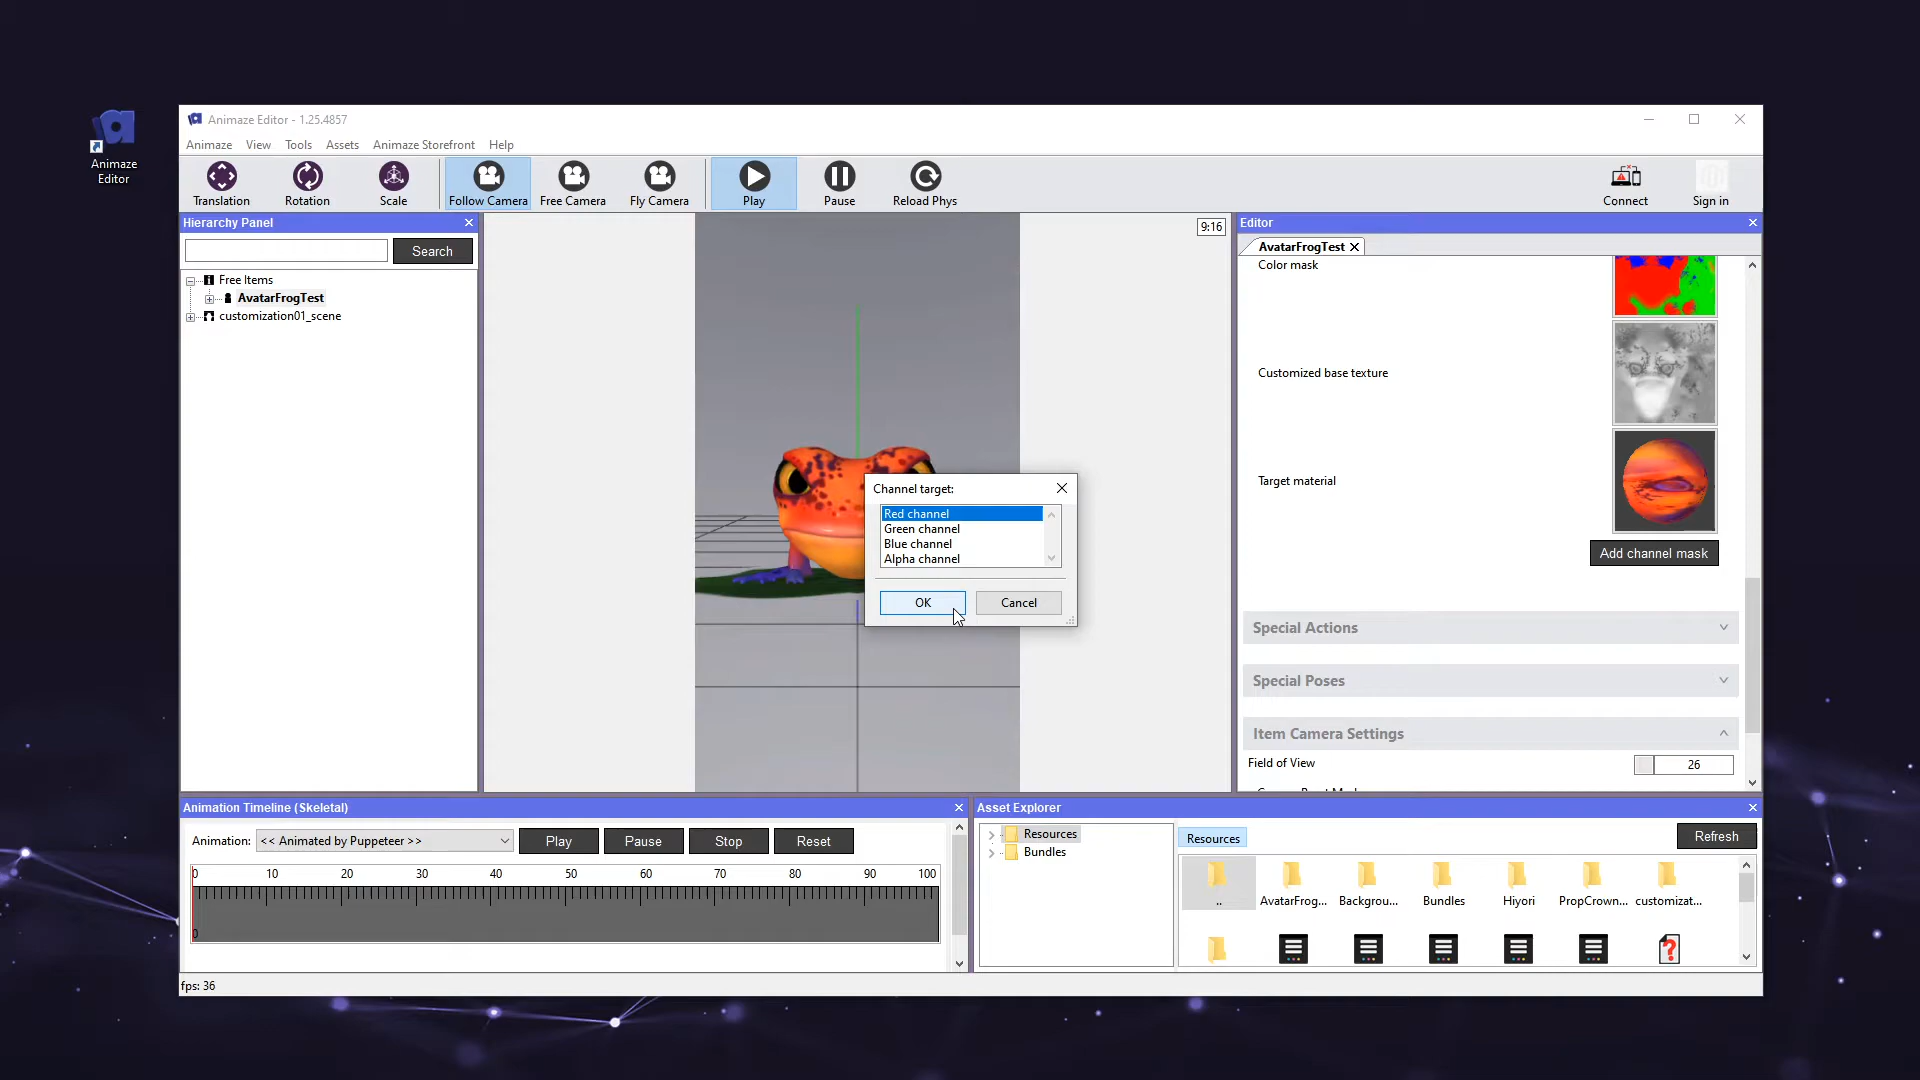 Animaze
Editor
Animaze Editor - 1.25.4857
Animaze View Tools Assets Animaze Storefront Help
Translation Rotation Scale Follow Camera Free Camera Fly Camera Play Pause Reload Phys Connect Sign in
Hierarchy Panel
Search
Free Items
AvatarFrogTest
customization01_scene
9:16
Editor
AvatarFrogTest
Color mask
Customized base texture
Target material
Add channel mask
Special Actions
Special Poses
Item Camera Settings
Field of View 26
Channel target:
Red channel
Green channel
Blue channel
Alpha channel
OK Cancel
Animation Timeline (Skeletal)
Animation: << Animated by Puppeteer >> Play Pause Stop Reset
0 10 20 30 40 50 60 70 80 90 100
0
Asset Explorer
Resources
Bundles
Resources
Refresh
.. AvatarFrog... Backgrou... Bundles Hiyori PropCrown... customizat...
fps: 36